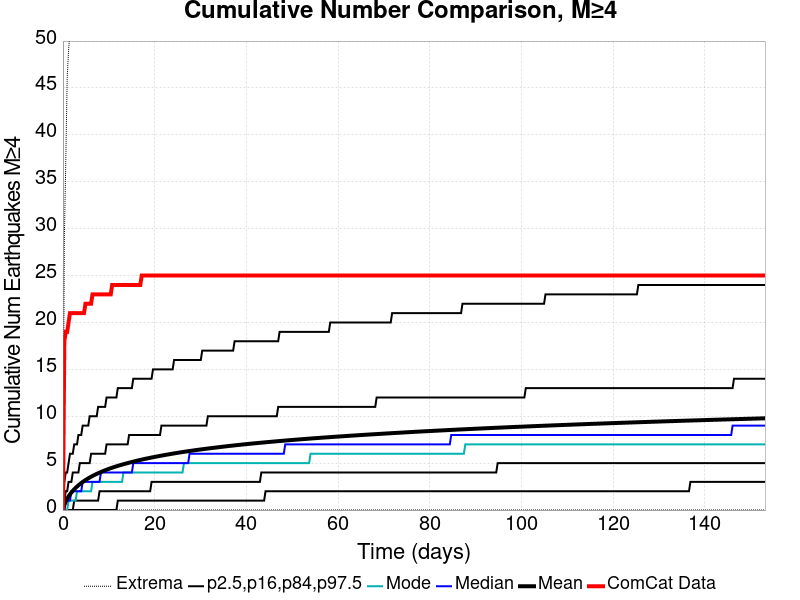 Cumulative Number Comparison, M≥4
Cumulative Num Earthquakes M≥4
50
45
40
35
30
25
20
15
10
5
0
0 20 40 60 80 100 120 140
Time (days)
Extrema p2.5,p16,p84,p97.5 Mode Median Mean ComCat Data